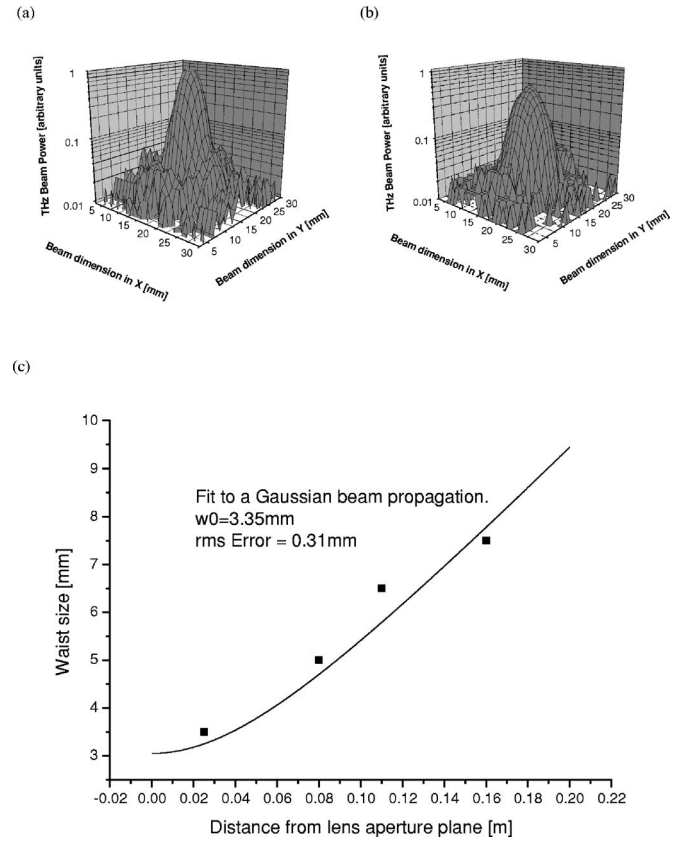 (a)
(b)
THz Beam Power [arbitrary units]
1
0.1
0.01
5
10
15
20
25
30
Beam dimension in X [mm]
5
10
15
20
25
30
Beam dimension in Y [mm]
THz Beam Power [arbitrary units]
1
0.1
0.01
5
10
15
20
25
30
Beam dimension in X [mm]
5
10
15
20
25
30
Beam dimension in Y [mm]
(c)
Waist size [mm]
10
9
8
7
6
5
4
3
Fit to a Gaussian beam propagation.
w0=3.35mm
rms Error = 0.31mm
-0.02 0.00 0.02 0.04 0.06 0.08 0.10 0.12 0.14 0.16 0.18 0.20 0.22
Distance from lens aperture plane [m]